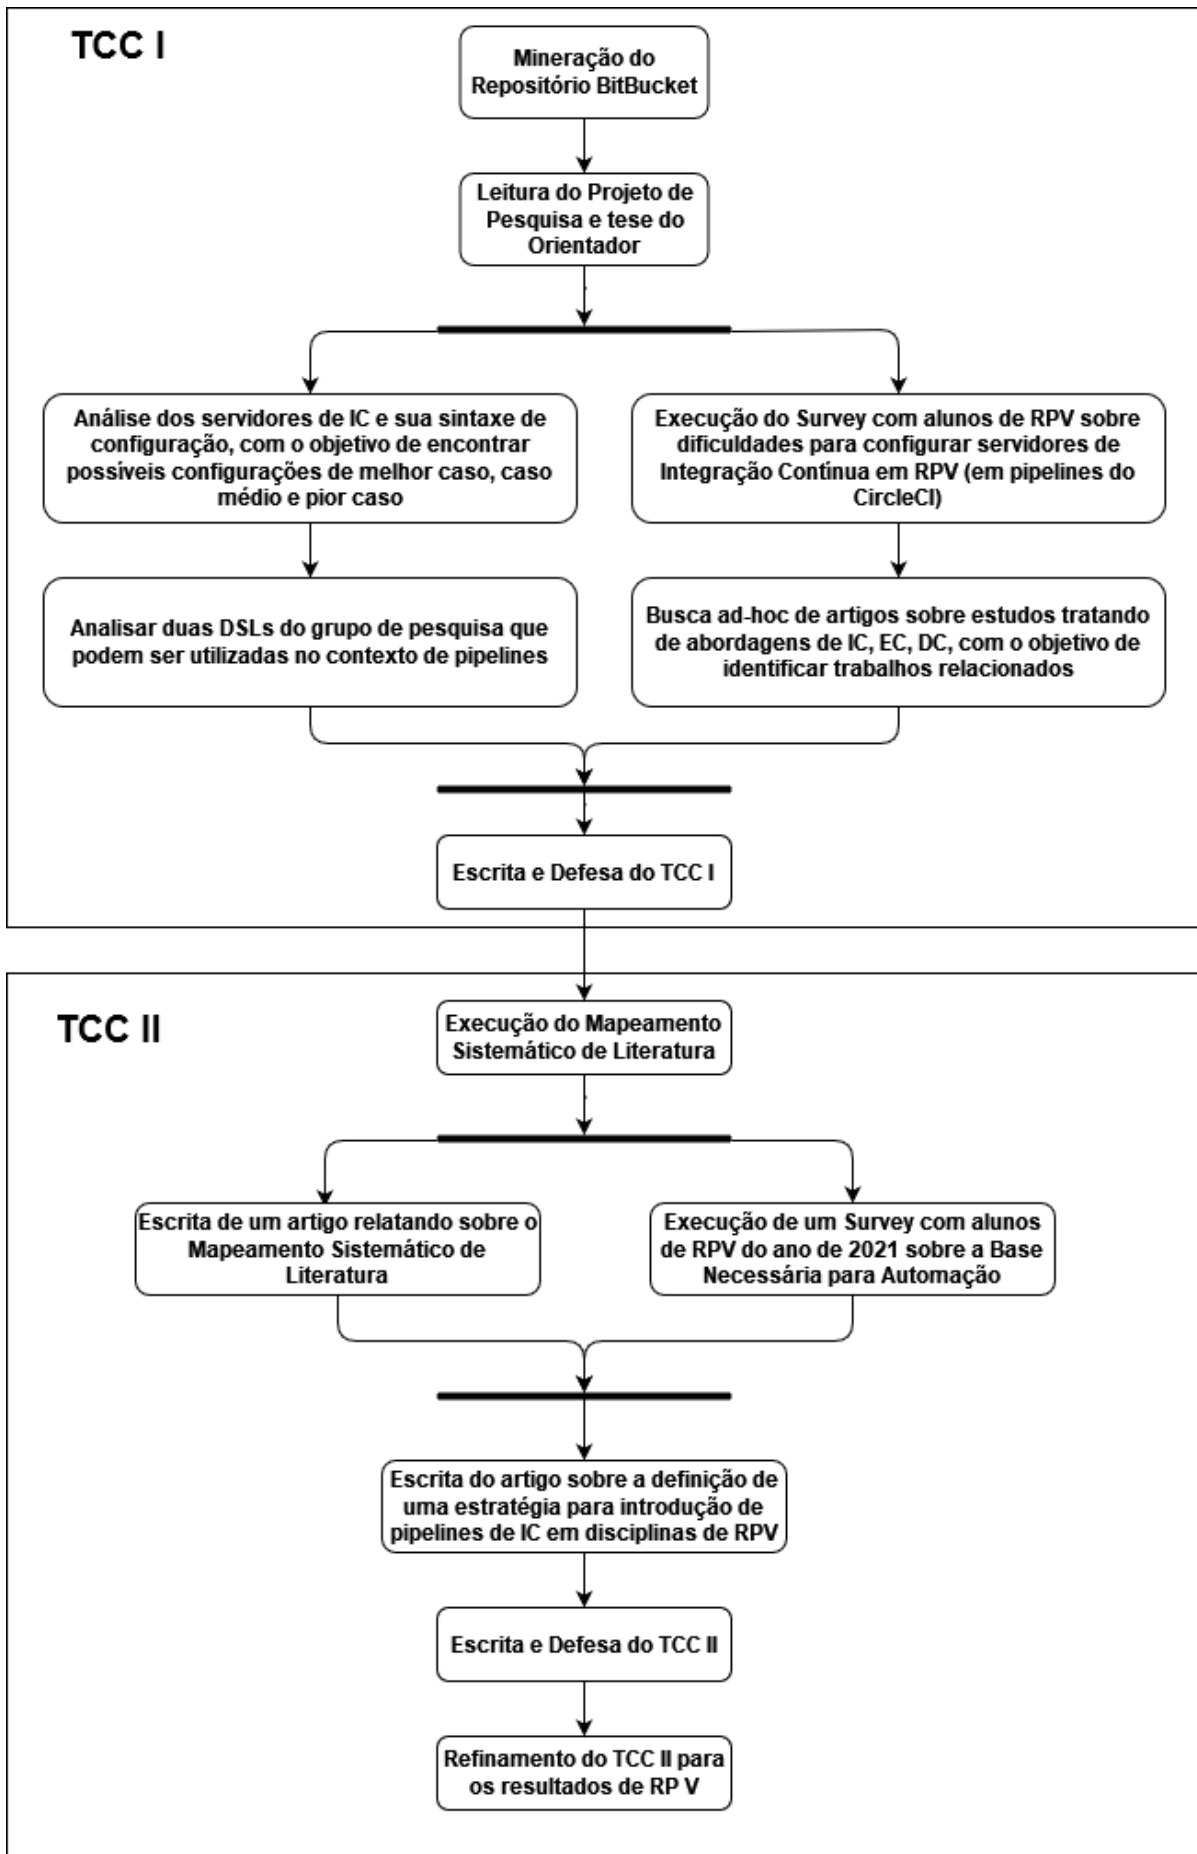 TCC I
Mineração do
Repositório BitBucket
Leitura do Projeto de
Pesquisa e tese do
Orientador
Análise dos servidores de IC e sua sintaxe de
configuração, com o objetivo de encontrar
possíveis configurações de melhor caso, caso
médio e pior caso
Execução do Survey com alunos de RPV sobre
dificuldades para configurar servidores de
Integração Contínua em RPV (em pipelines do
CircleCI)
Analisar duas DSLs do grupo de pesquisa que
podem ser utilizadas no contexto de pipelines
Busca ad-hoc de artigos sobre estudos tratando
de abordagens de IC, EC, DC, com o objetivo de
identificar trabalhos relacionados
Escrita e Defesa do TCC I
TCC II
Execução do Mapeamento
Sistemático de Literatura
Escrita de um artigo relatando sobre o
Mapeamento Sistemático de
Literatura
Execução de um Survey com alunos
de RPV do ano de 2021 sobre a Base
Necessária para Automação
Escrita do artigo sobre a definição de
uma estratégia para introdução de
pipelines de IC em disciplinas de RPV
Escrita e Defesa do TCC II
Refinamento do TCC II para
os resultados de RP V